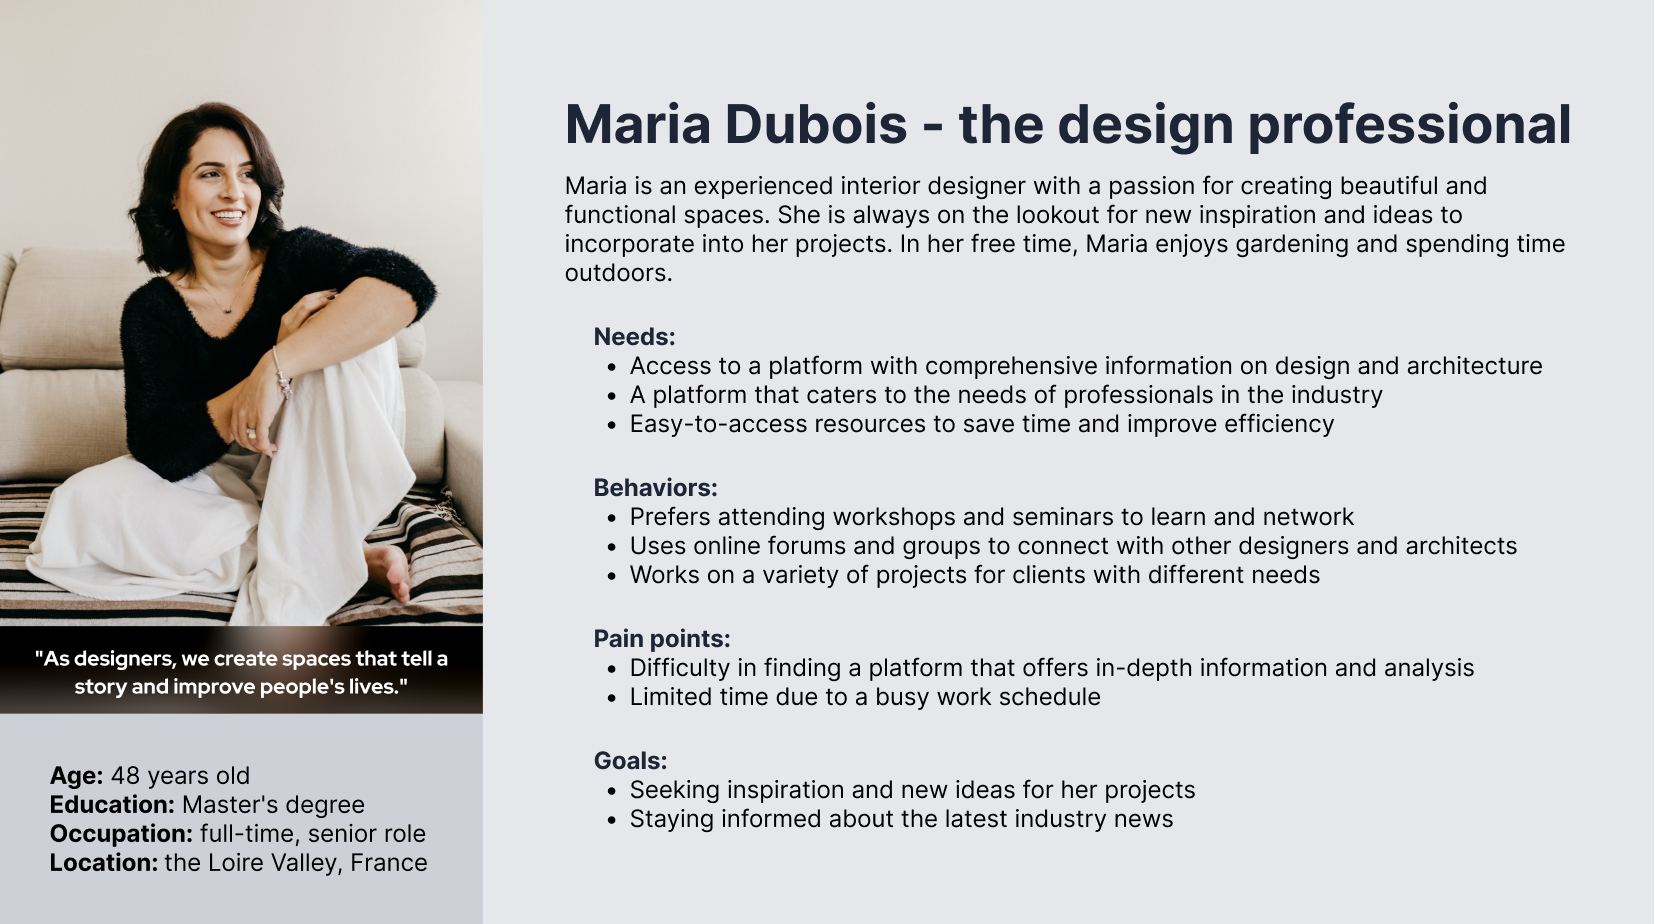 Maria Dubois - the design professional
Maria is an experienced interior designer with a passion for creating beautiful and
functional spaces. She is always on the lookout for new inspiration and ideas to
incorporate into her projects. In her free time, Maria enjoys gardening and spending time
outdoors.
Needs:
• Access to a platform with comprehensive information on design and architecture
• A platform that caters to the needs of professionals in the industry
• Easy-to-access resources to save time and improve efficiency
Behaviors:
• Prefers attending workshops and seminars to learn and network
• Uses online forums and groups to connect with other designers and architects
• Works on a variety of projects for clients with different needs
Pain points:
• Difficulty in finding a platform that offers in-depth information and analysis
• Limited time due to a busy work schedule
Goals:
• Seeking inspiration and new ideas for her projects
• Staying informed about the latest industry news
"As designers, we create spaces that tell a
story and improve people's lives."
Age: 48 years old
Education: Master's degree
Occupation: full-time, senior role
Location: the Loire Valley, France